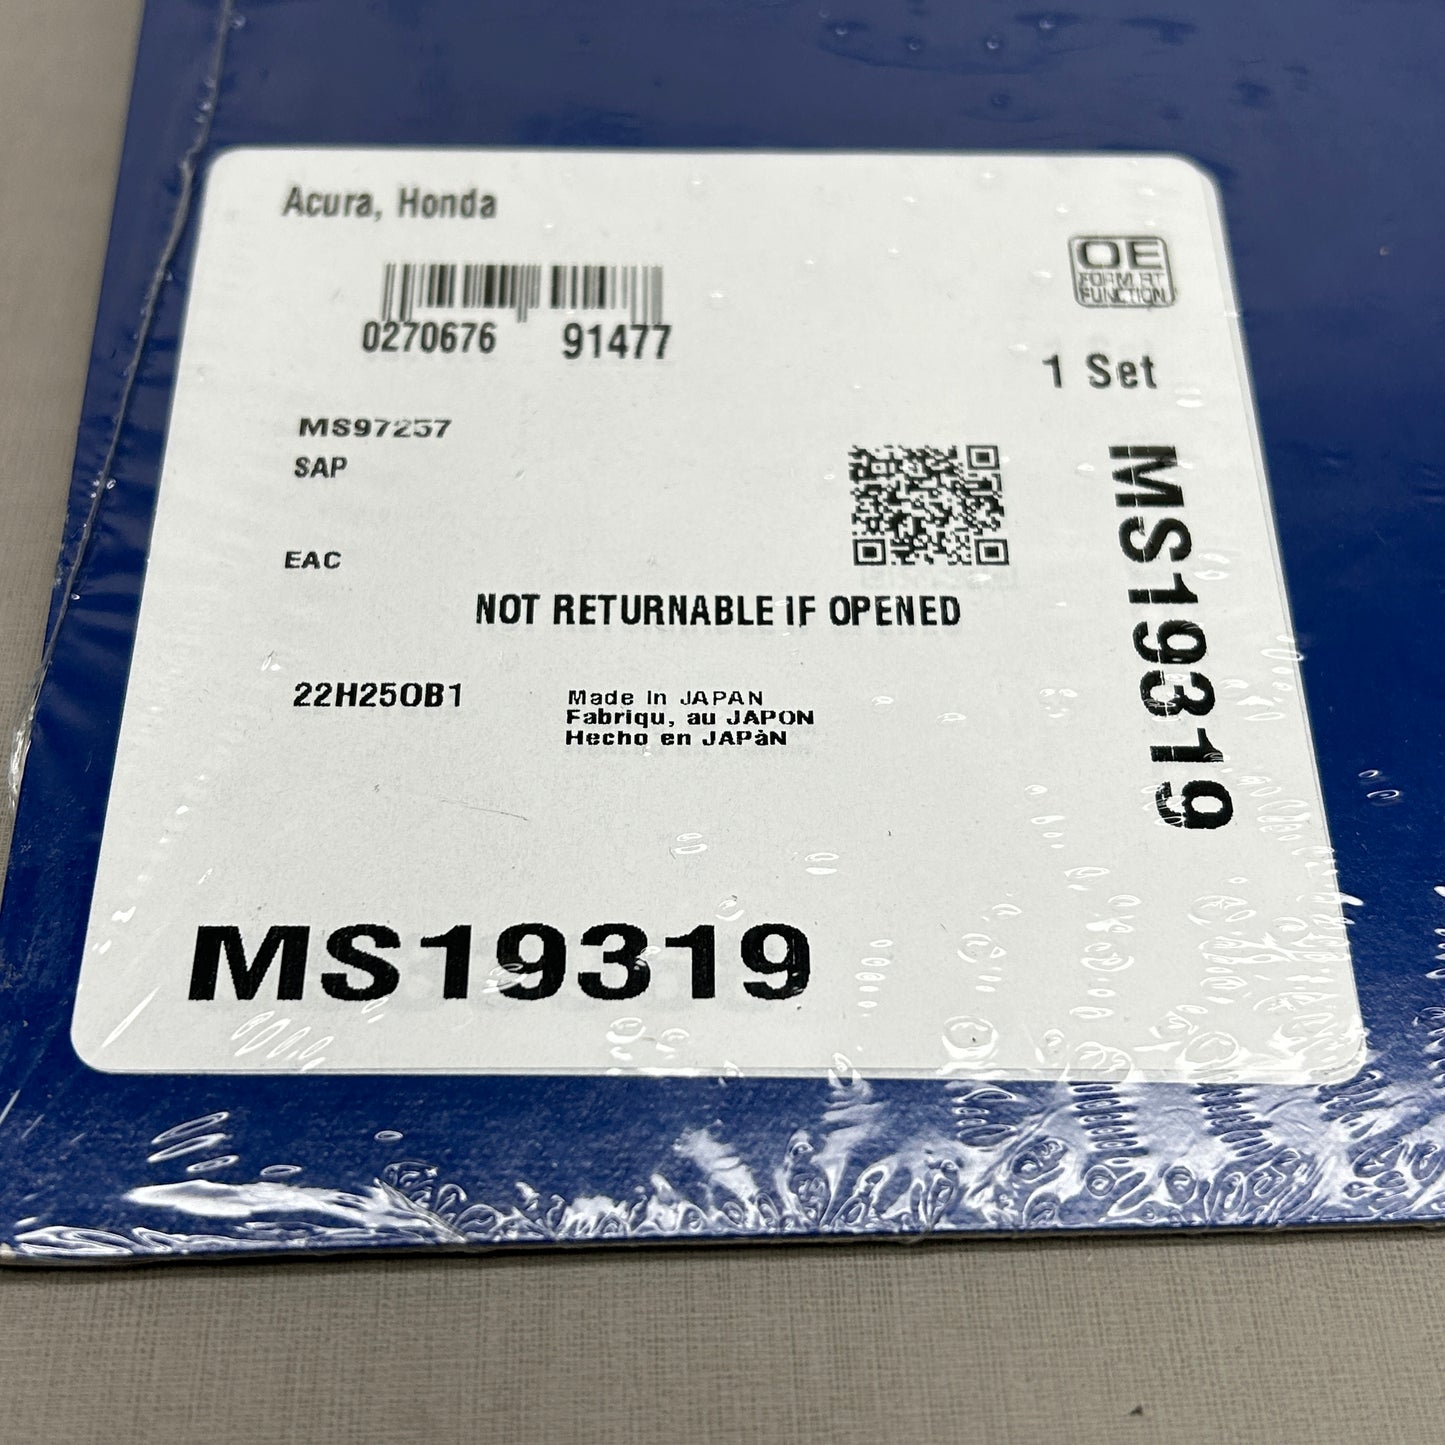 Acura, Honda
OE
FORM FIT
FUNCTION
0270676 91477
1 Set
MS97257
SAP
MS19319
EAC
NOT RETURNABLE IF OPENED
22H250B1
Made In JAPAN
Fabriqu, au JAPON
Hecho en JAPàN
MS19319